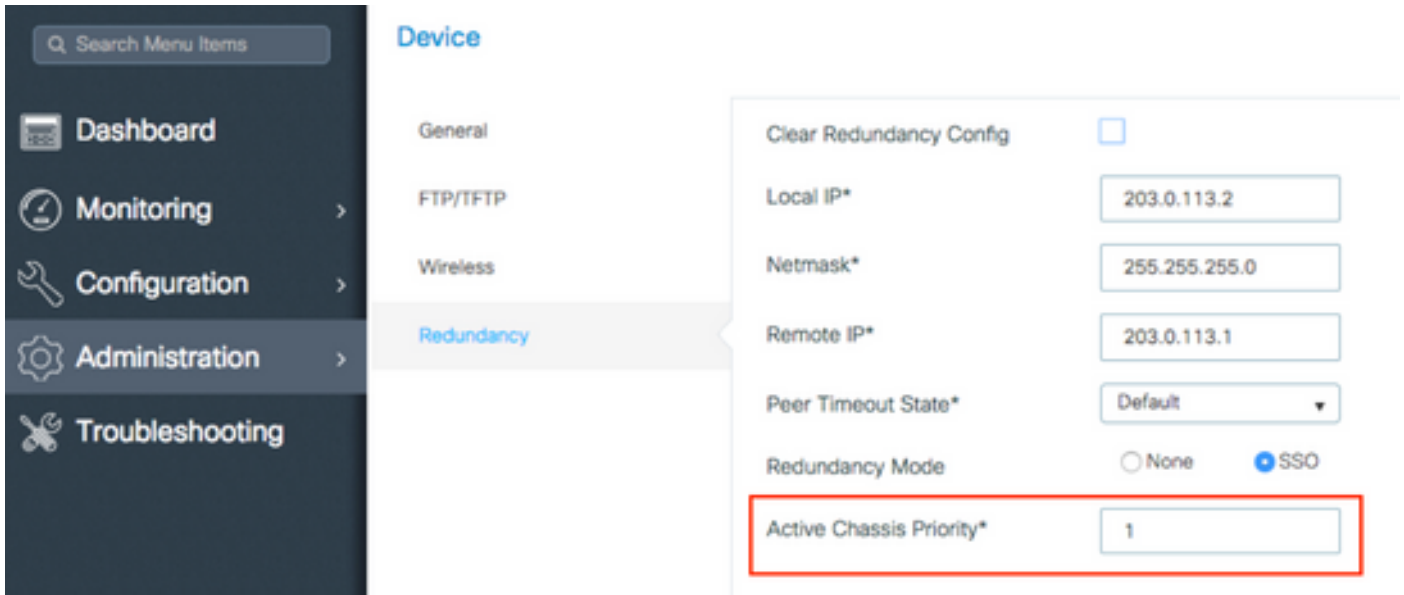 Search Menu Items
Dashboard
Monitoring
Configuration
Administration
Troubleshooting
Device
General
FTP/TFTP
Wireless
Redundancy
Clear Redundancy Config
Local IP* 203.0.113.2
Netmask* 255.255.255.0
Remote IP* 203.0.113.1
Peer Timeout State* Default
Redundancy Mode None SSO
Active Chassis Priority* 1